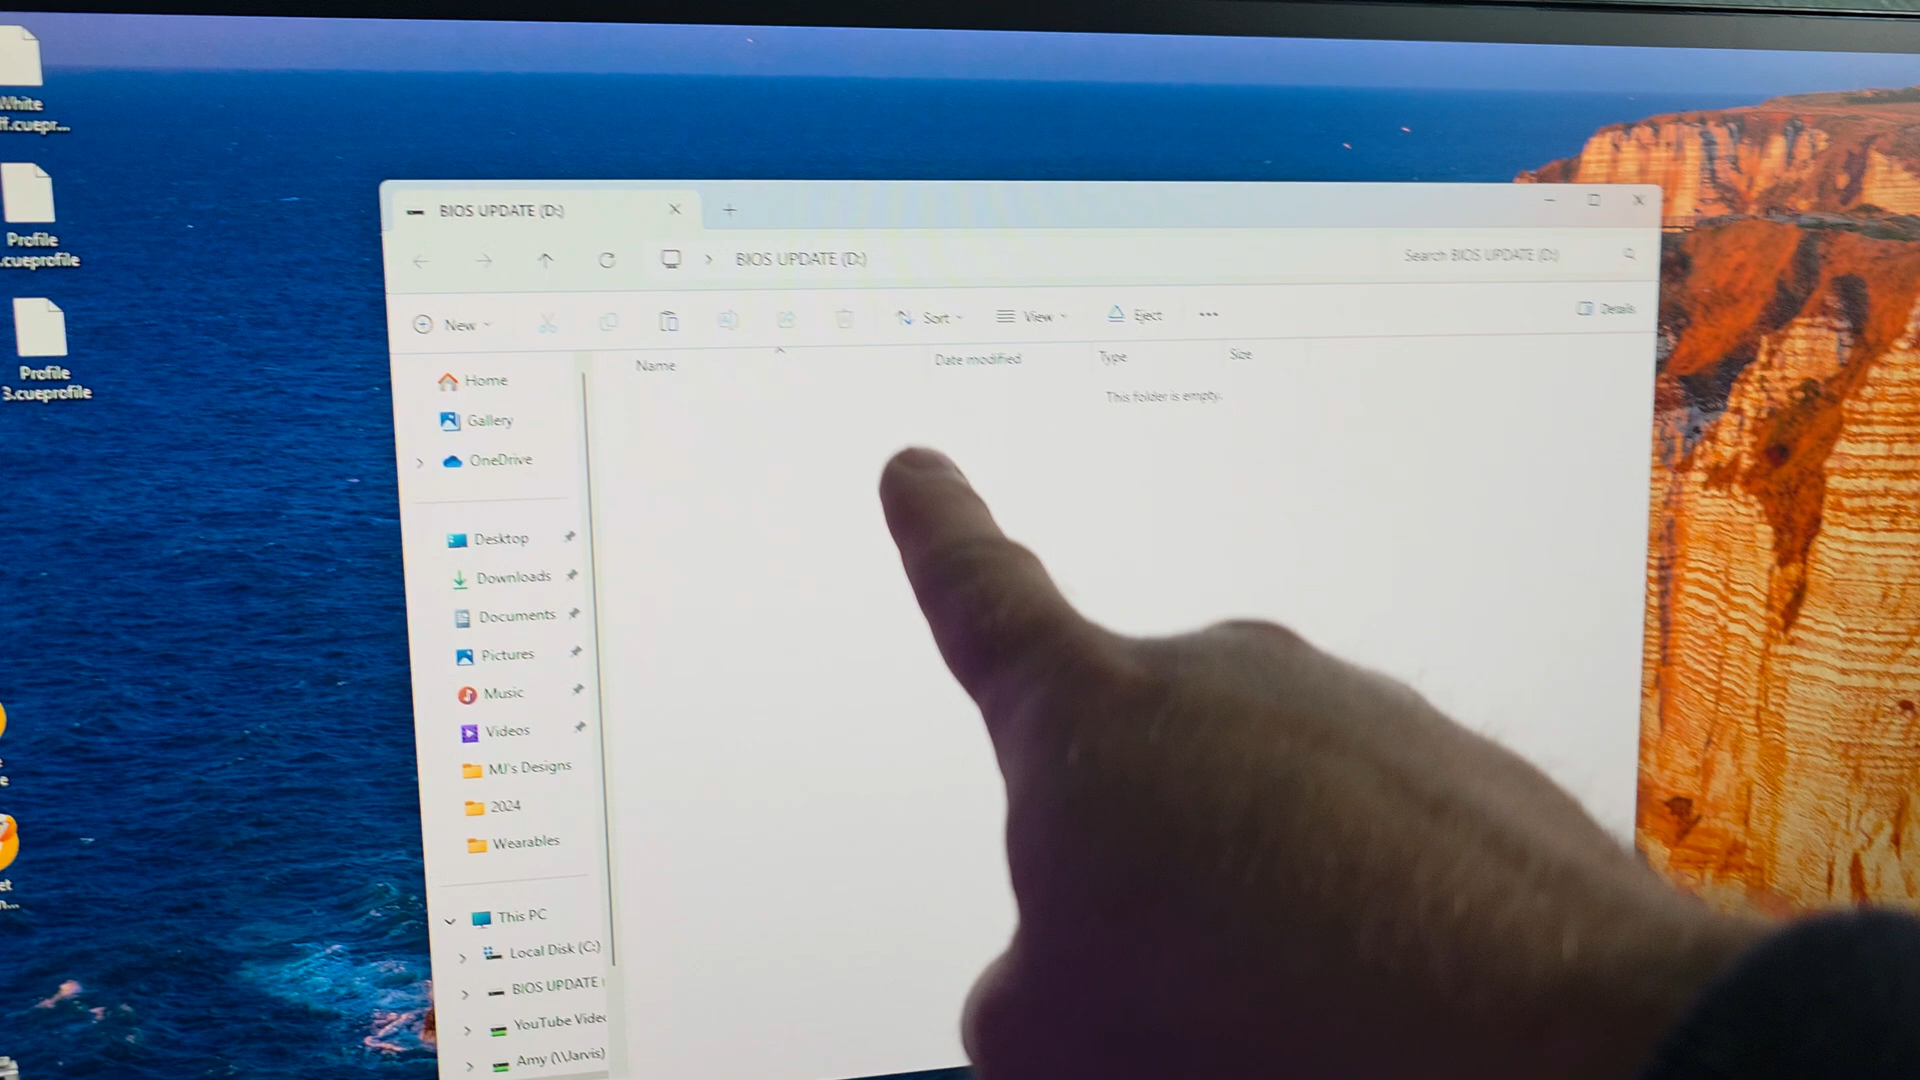 White
ff.cuepr...
Profile
.cueprofile
Profile
3.cueprofile
BIOS UPDATE (D:)
BIOS UPDATE (D:)
Search BIOS UPDATE (D:)
New
Sort
View
Eject
Details
Name
Date modified
Type
Size
This folder is empty.
Home
Gallery
OneDrive
Desktop
Downloads
Documents
Pictures
Music
Videos
MJ's Designs
2024
Wearables
This PC
Local Disk (C:)
BIOS UPDATE (
YouTube Video
Amy (\\Jarvis)